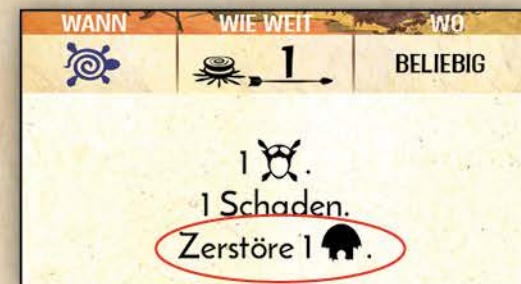 WANN WIE WEIT WO
1 BELIEBIG
1 .
1 Schaden.
Zerstöre 1 .